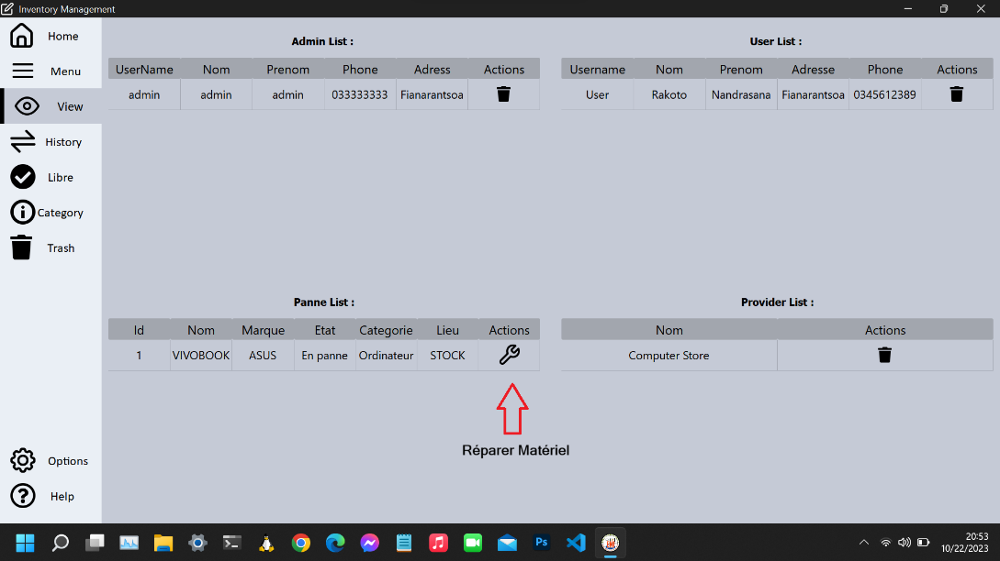 Inventory Management
Home
Menu
View
History
Libre
Category
Trash
Options
Help
Admin List :
UserName Nom Prenom Phone Adress Actions
admin admin admin 033333333 Fianarantsoa
User List :
Username Nom Prenom Adresse Phone Actions
User Rakoto Nandrasana Fianarantsoa 0345612389
Panne List :
Id Nom Marque Etat Categorie Lieu Actions
1 VIVOBOOK ASUS En panne Ordinateur STOCK
Réparer Matériel
Provider List :
Nom Actions
Computer Store
Ps
20:53
10/22/2023